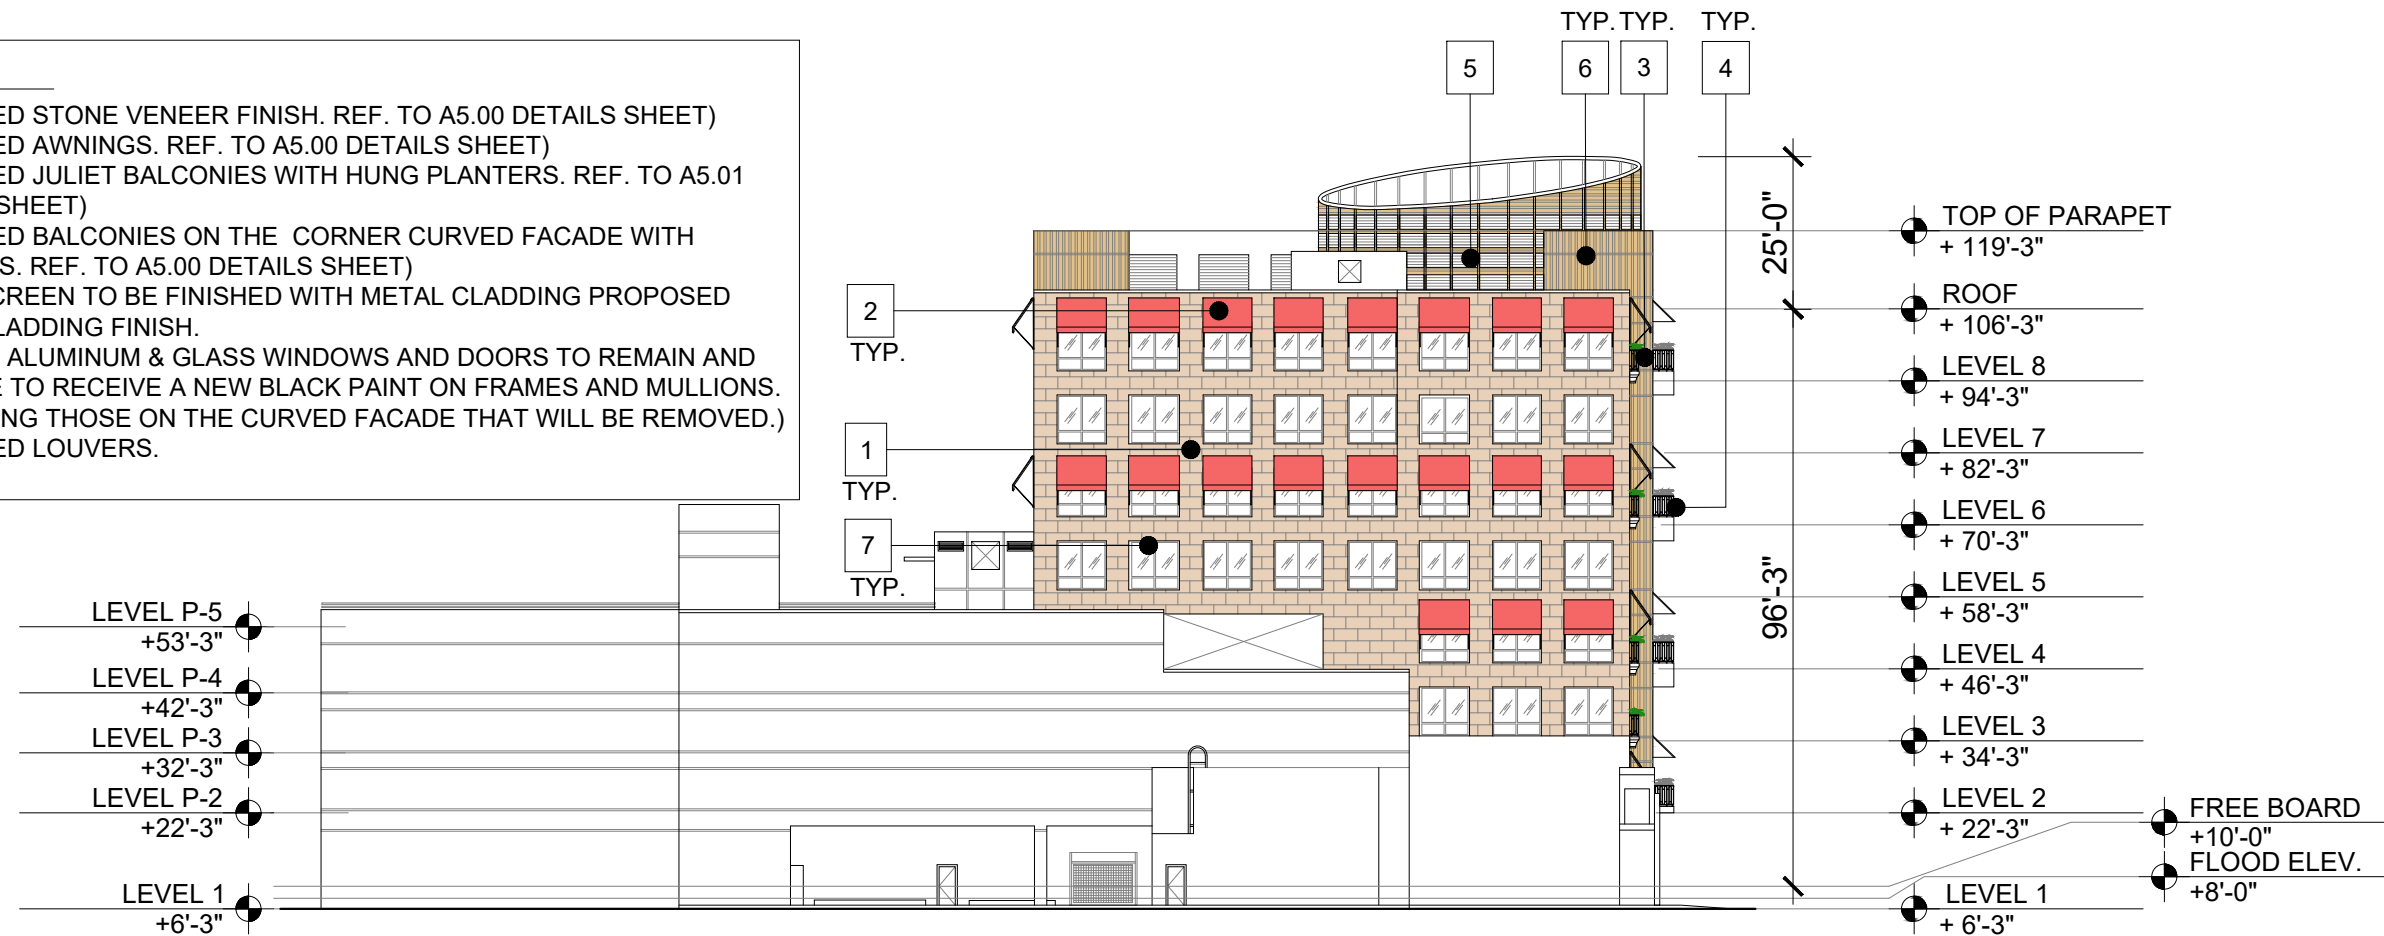 ED STONE VENEER FINISH. REF. TO A5.00 DETAILS SHEET)
ED AWNINGS. REF. TO A5.00 DETAILS SHEET)
ED JULIET BALCONIES WITH HUNG PLANTERS. REF. TO A5.01
SHEET)
ED BALCONIES ON THE CORNER CURVED FACADE WITH
S. REF. TO A5.00 DETAILS SHEET)
CREEN TO BE FINISHED WITH METAL CLADDING PROPOSED
LADDING FINISH.
ALUMINUM & GLASS WINDOWS AND DOORS TO REMAIN AND
E TO RECEIVE A NEW BLACK PAINT ON FRAMES AND MULLIONS.
NG THOSE ON THE CURVED FACADE THAT WILL BE REMOVED.)
ED LOUVERS.
TYP. TYP. TYP.
5 6 3 4
2
TYP.
1
TYP.
7
TYP.
25'-0"
96'-3"
TOP OF PARAPET
+ 119'-3"
ROOF
+ 106'-3"
LEVEL 8
+ 94'-3"
LEVEL 7
+ 82'-3"
LEVEL 6
+ 70'-3"
LEVEL 5
+ 58'-3"
LEVEL 4
+ 46'-3"
LEVEL 3
+ 34'-3"
LEVEL 2
+ 22'-3"
LEVEL 1
+ 6'-3"
FREE BOARD
+10'-0"
FLOOD ELEV.
+8'-0"
LEVEL P-5
+53'-3"
LEVEL P-4
+42'-3"
LEVEL P-3
+32'-3"
LEVEL P-2
+22'-3"
LEVEL 1
+6'-3"